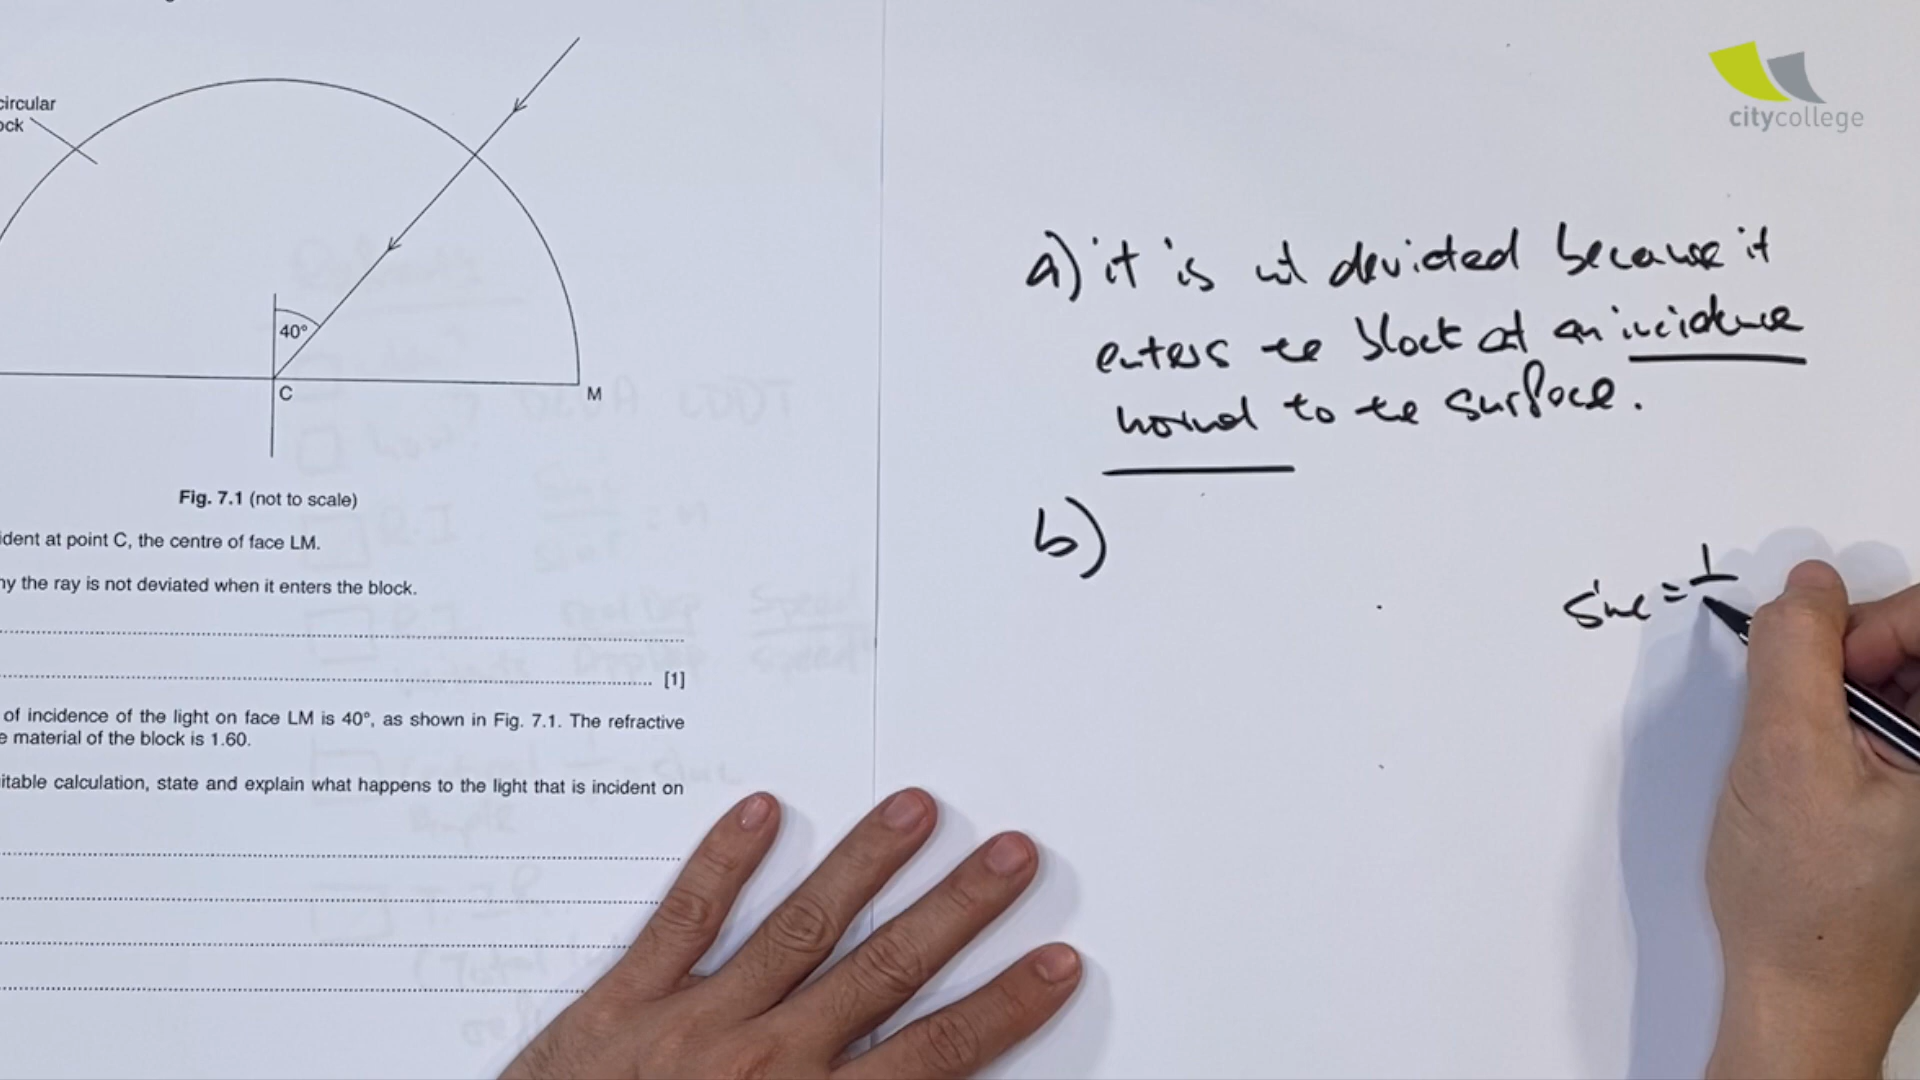 circular
ock
40°
C
M
Fig. 7.1 (not to scale)
ident at point C, the centre of face LM.
hy the ray is not deviated when it enters the block.
[1]
of incidence of the light on face LM is 40°, as shown in Fig. 7.1. The refractive
e material of the block is 1.60.
itable calculation, state and explain what happens to the light that is incident on
citycollege
a) it is not deviated because it
enters the block at an incidence
normal to the surface.
b)
sin c = 1